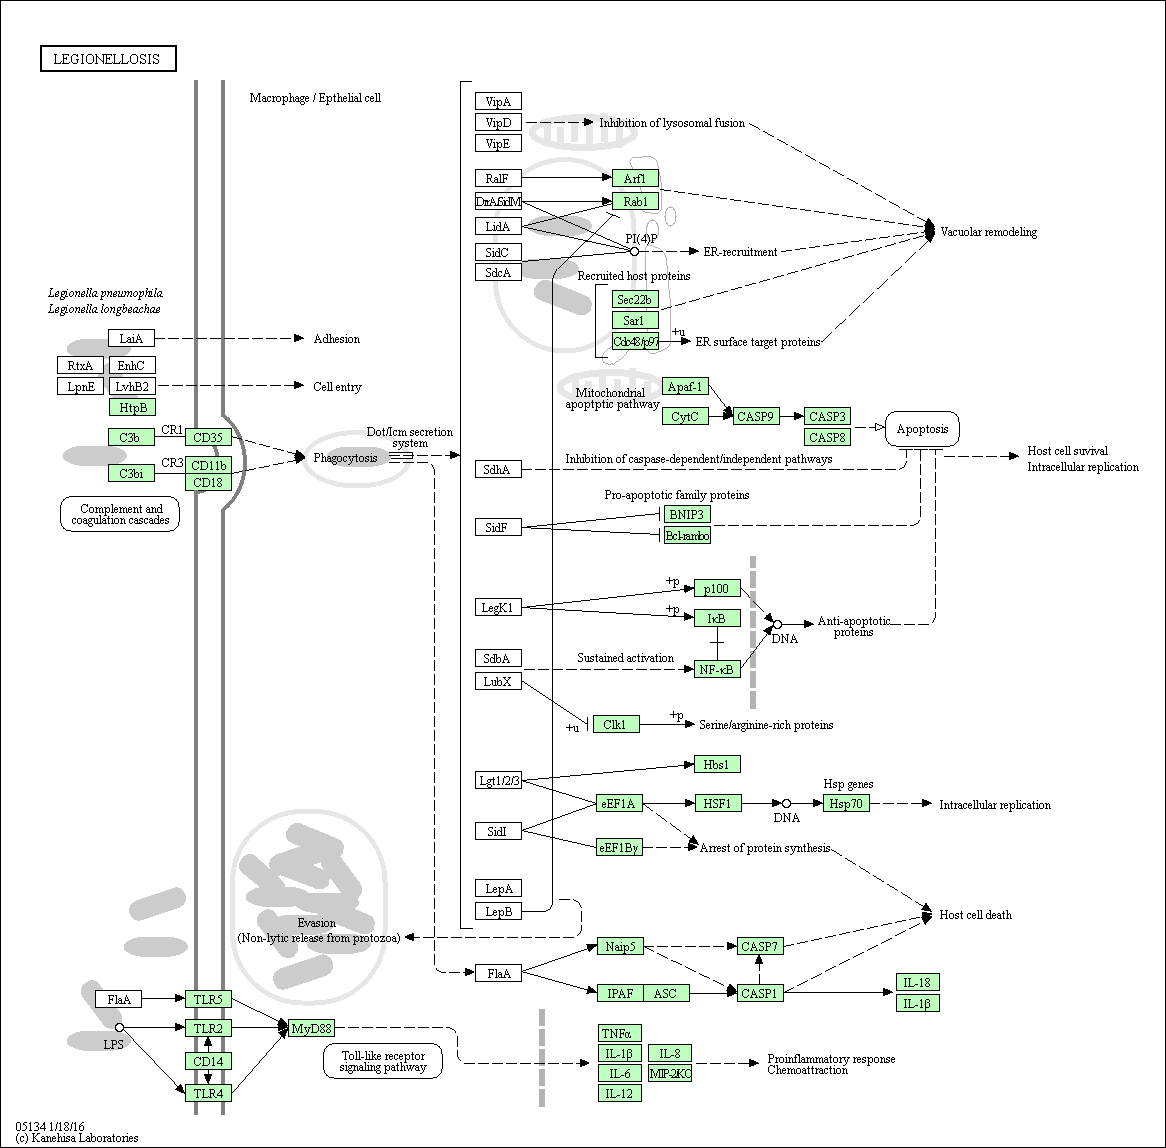 LEGIONELLOSIS
Macrophage / Epthelial cell
VipA
VipD
VipE
Inhibition of lysosomal fusion
RalF
Arf1
DrrA/SidM
Rab1
LidA
PI(4)P
Vacuolar remodeling
SidC
ER-recruitment
SdcA
Recruited host proteins
Sec22b
Sar1
Cdc48/p97
+u
ER surface target proteins
Legionella pneumophila
Legionella longbeachae
LaiA
Adhesion
RtxA
EnhC
LpnE
LvhB2
Cell entry
HtpB
C3b
CR1
CD35
CR3
CD11b
C3bi
CD18
Complement and
coagulation cascades
Phagocytosis
Dot/Icm secretion
system
Mitochondrial
apoptptic pathway
Apaf-1
CytC
CASP9
CASP3
CASP8
Apoptosis
SdhA
Inhibition of caspase-dependent/independent pathways
Host cell suvival
Intracellular replication
Pro-apoptotic family proteins
SidF
BNIP3
Bcl-rambo
LegK1
+p
p100
+p
IκB
DNA
Anti-apoptotic
proteins
SdbA
Sustained activation
NF-κB
LubX
+u
Clk1
+p
Serine/arginine-rich proteins
Lgt1/2/3
Hbs1
Hsp genes
eEF1A
HSF1
DNA
Hsp70
Intracellular replication
SidI
eEF1By
Arrest of protein synthesis
LepA
LepB
Host cell death
Evasion
(Non-lytic release from protozoa)
Naip5
CASP7
FlaA
IPAF
ASC
CASP1
IL-18
IL-1β
FlaA
TLR5
LPS
TLR2
MyD88
CD14
TLR4
Toll-like receptor
signaling pathway
TNFα
IL-1β
IL-8
IL-6
MIP-2/KC
IL-12
Proinflammatory response
Chemoattraction
05134 1/18/16
(c) Kanehisa Laboratories